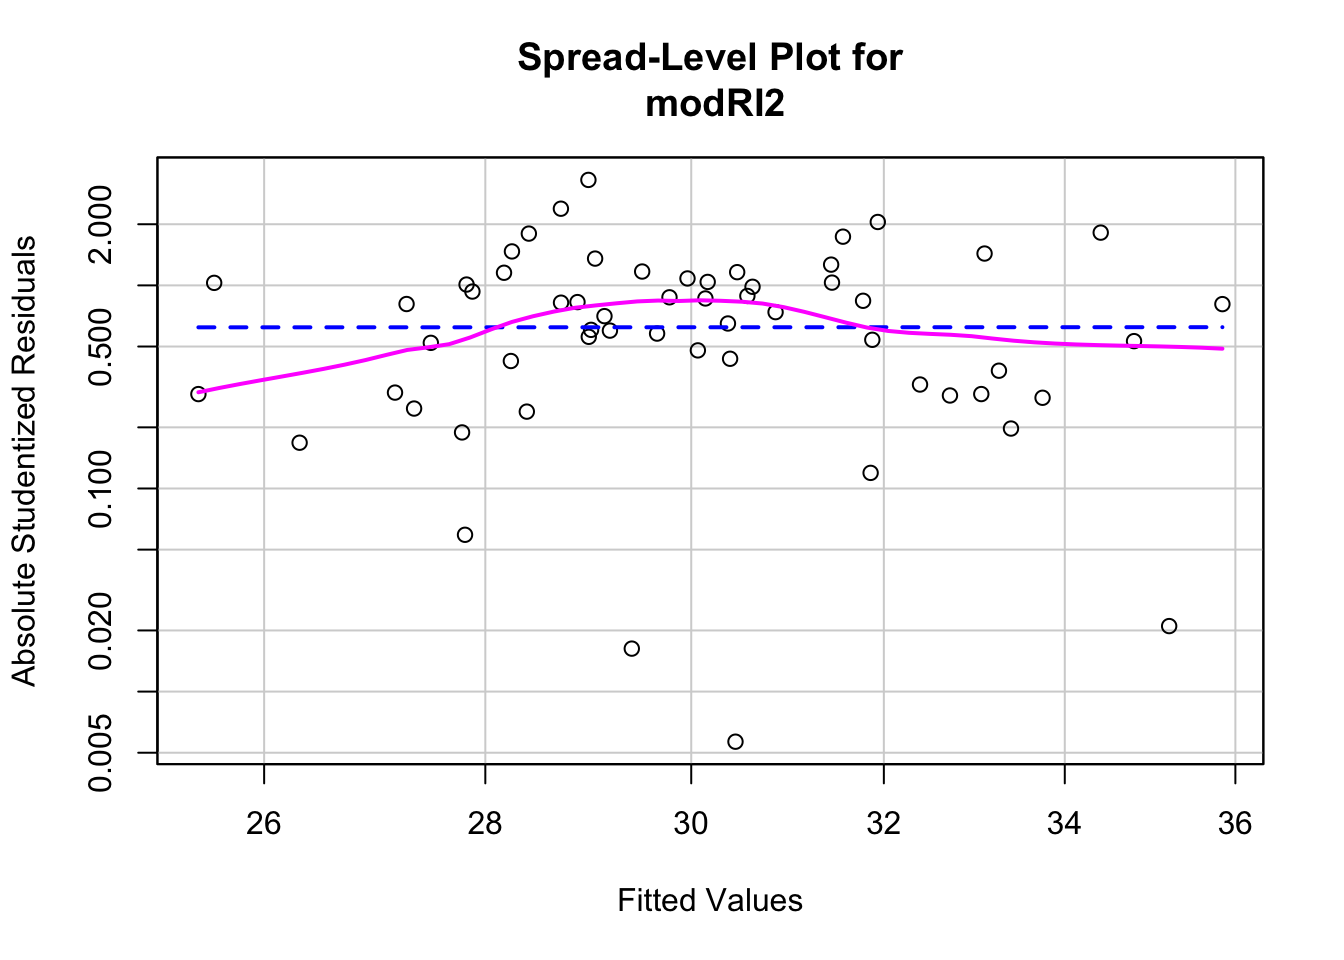 Spread-Level Plot for
modRI2
Absolute Studentized Residuals
2.000
0.500
0.100
0.020
0.005
26 28 30 32 34 36
Fitted Values